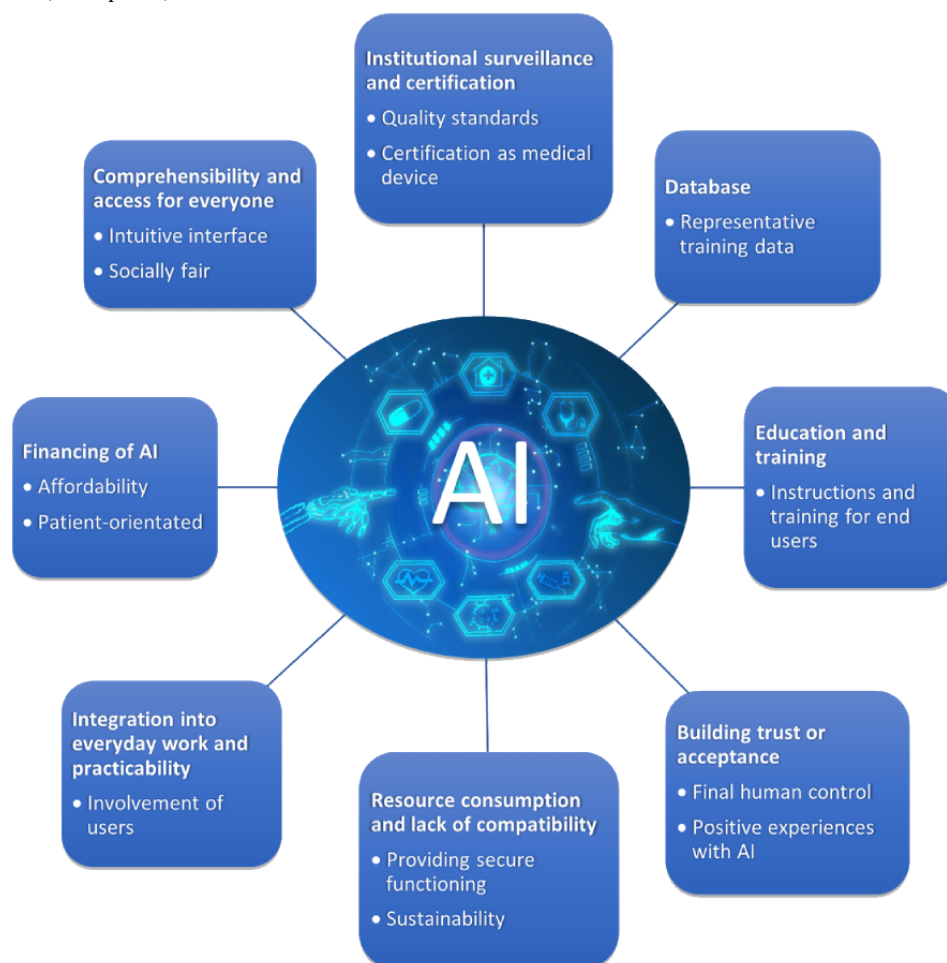 Institutional surveillance
and certification
• Quality standards
• Certification as medical
device
Comprehensibility and
access for everyone
• Intuitive interface
• Socially fair
Database
• Representative
training data
Financing of AI
• Affordability
• Patient-orientated
AI
Education and
training
• Instructions and
training for end
users
Integration into
everyday work and
practicability
• Involvement of
users
Resource consumption
and lack of compatibility
• Providing secure
functioning
• Sustainability
Building trust or
acceptance
• Final human control
• Positive experiences
with AI